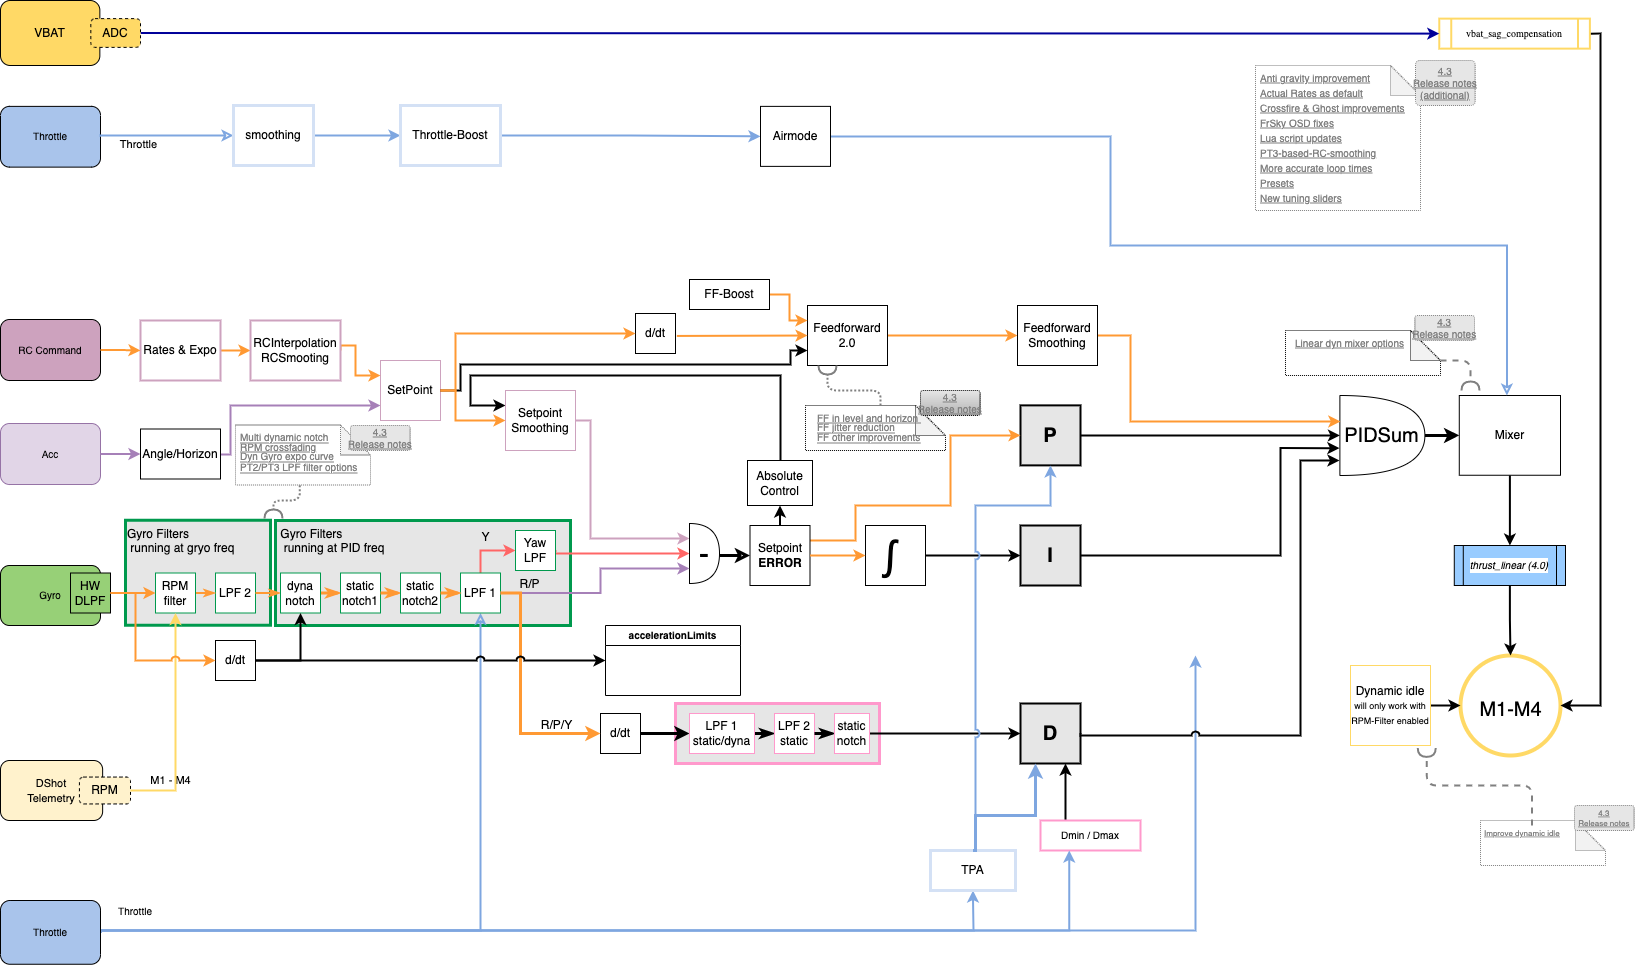 VBAT
ADC
vbat_sag_compensation
4.3
Release notes
(additional)
Anti gravity improvement
Actual Rates as default
Crossfire & Ghost improvements
FrSky OSD fixes
Lua script updates
PT3-based-RC-smoothing
More accurate loop times
Presets
New tuning sliders
Throttle
Throttle
smoothing
Throttle-Boost
Airmode
FF-Boost
RC Command
Rates & Expo
RCInterpolation
RCSmooting
SetPoint
d/dt
Feedforward
2.0
Feedforward
Smoothing
4.3
Release notes
Linear dyn mixer options
Acc
Angle/Horizon
4.3
Release notes
Multi dynamic notch
RPM crossfading
Dyn Gyro expo curve
PT2/PT3 LPF filter options
Setpoint
Smoothing
4.3
Release notes
FF in level and horizon
FF jitter reduction
FF other improvements
P
PIDSum
Mixer
Absolute
Control
Gyro Filters
running at gryo freq
Gyro Filters
running at PID freq
Y
Yaw
LPF
-
Setpoint
ERROR
∫
I
thrust_linear (4.0)
Gyro
HW
DLPF
RPM
filter
LPF 2
dyna
notch
static
notch1
static
notch2
LPF 1
R/P
d/dt
accelerationLimits
R/P/Y
d/dt
LPF 1
static/dyna
LPF 2
static
static
notch
D
Dynamic idle
will only work with
RPM-Filter enabled
M1-M4
DShot
Telemetry
RPM
M1 - M4
4.3
Release notes
Improve dynamic idle
Dmin / Dmax
TPA
Throttle
Throttle